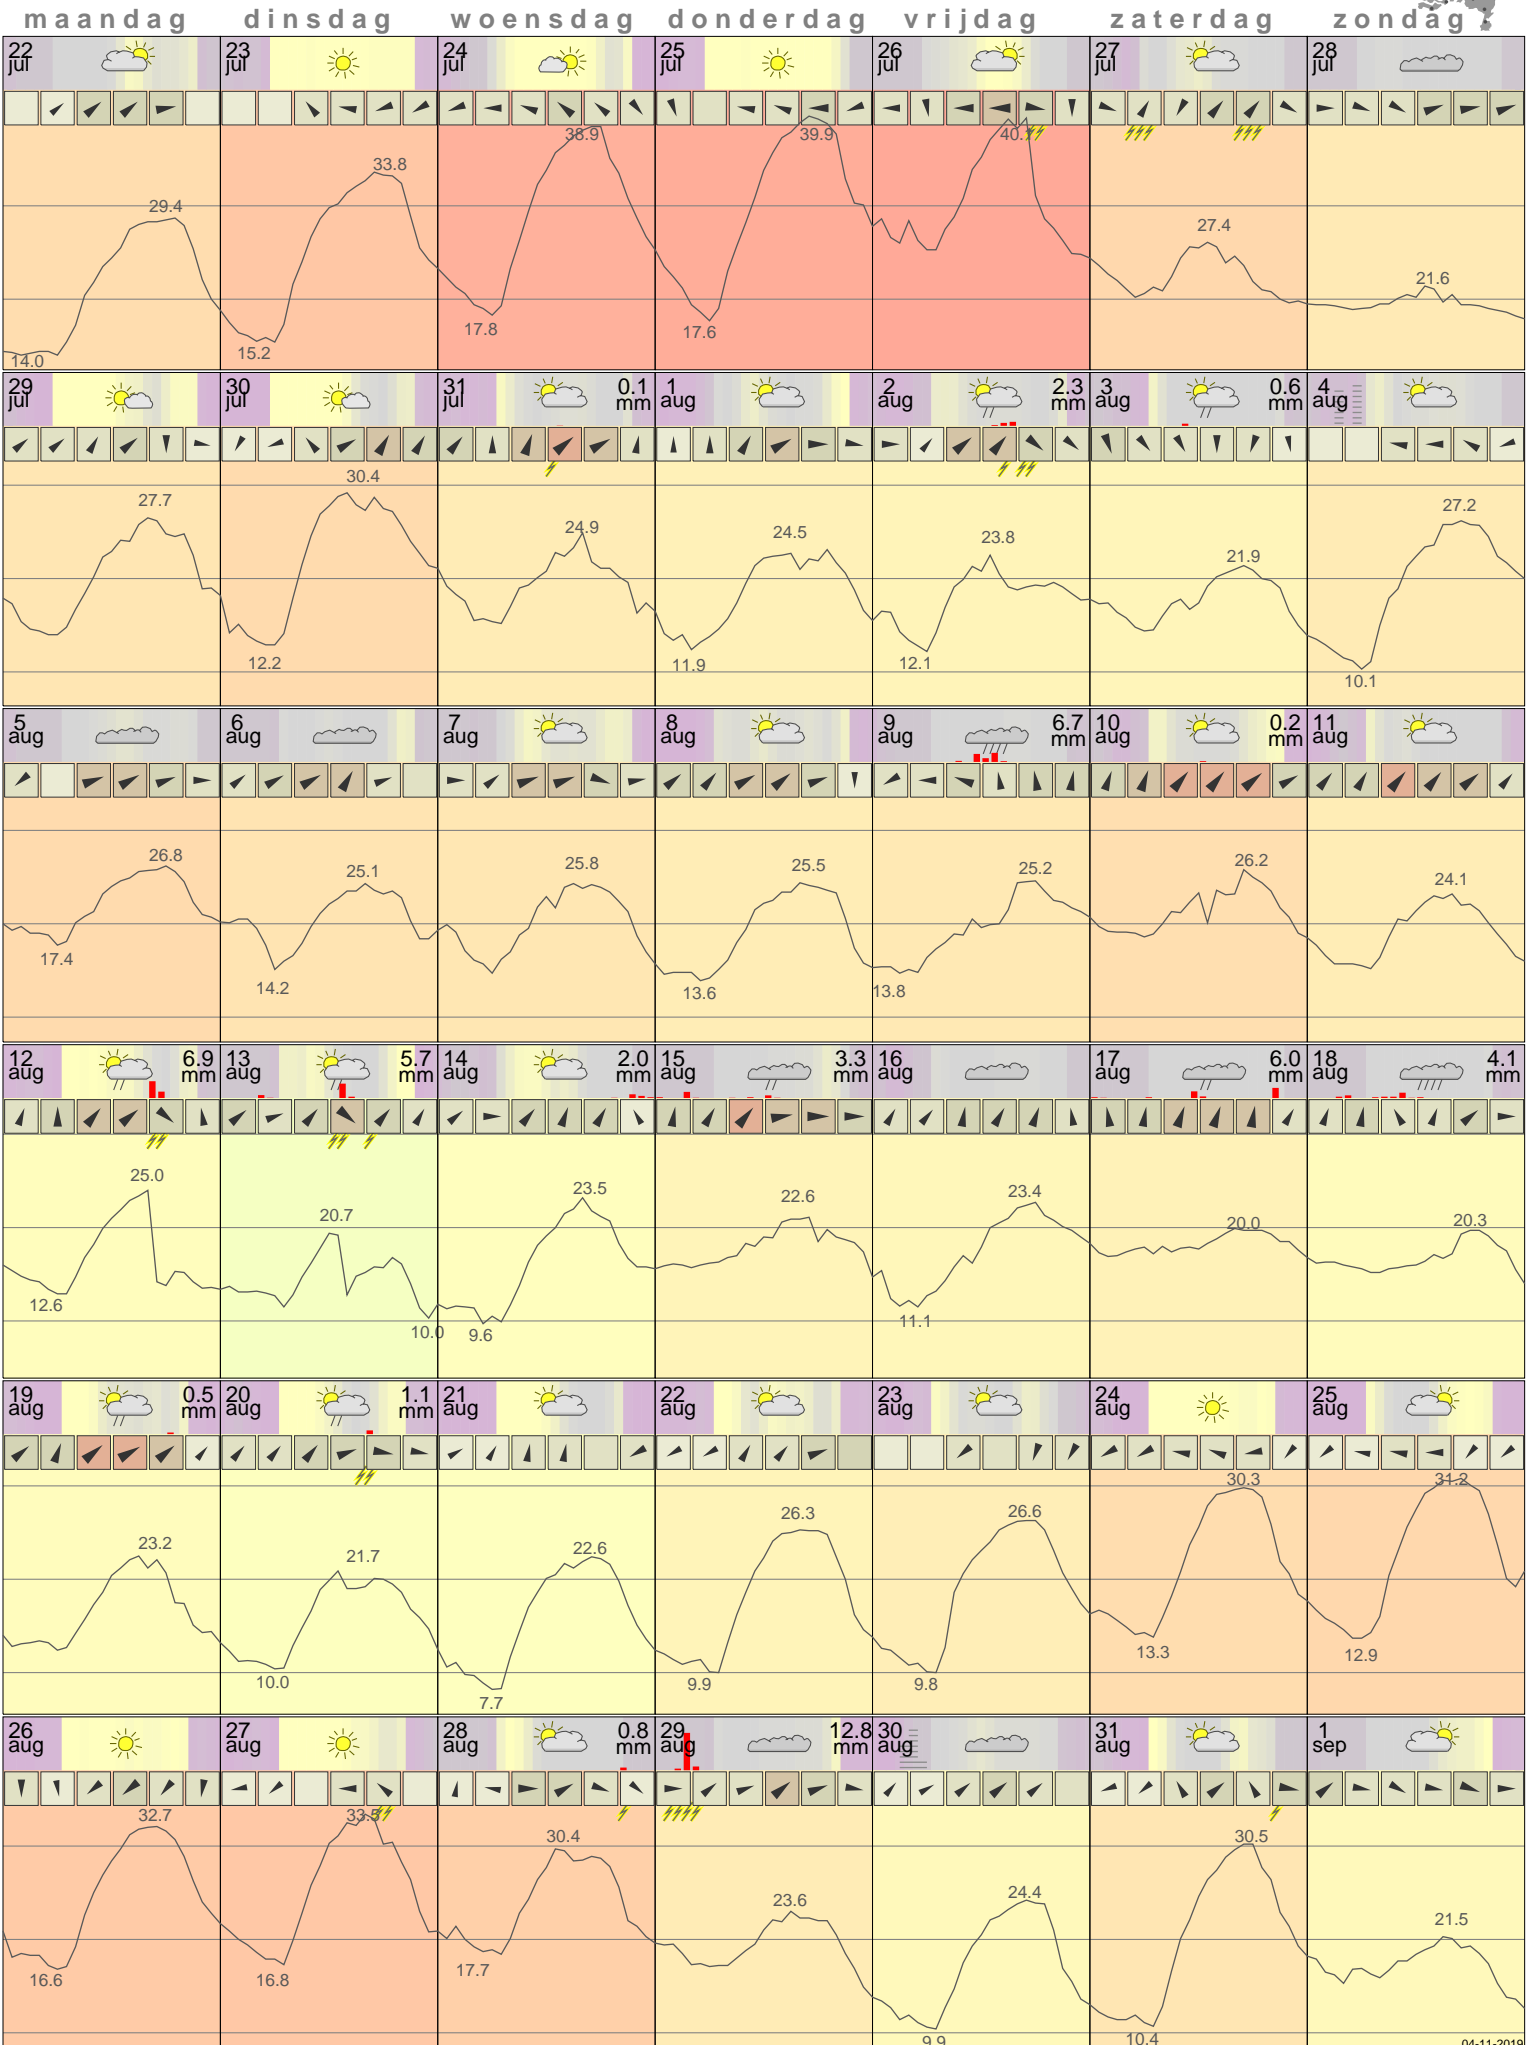 maandag dinsdag woensdag donderdag vrijdag zaterdag zondag
22 23 24 25 26 27 28
jul jul jul jul jul jul jul
38.9 39.9
33.8
29.4
27.4
21.6
17.8 17.6
15.2
14.0
29 30 31 0.1 1 2 2.3 3 0.6 4
jul jul jul mm aug aug mm aug mm aug
30.4
27.7 27.2
24.9 24.5 23.8
21.9
12.2 11.9 12.1
10.1
5 6 7 8 9 6.7 10 0.2 11
aug aug aug aug aug mm aug mm aug
26.8 25.1 25.8 25.5 25.2 26.2 24.1
17.4
14.2 13.6 13.8
12 6.9 13 5.7 14 2.0 15 3.3 16 17 6.0 18 4.1
aug mm aug mm aug mm aug mm aug aug mm aug mm
25.0 20.7 23.5 22.6 23.4 20.0 20.3
12.6 10.0 9.6 11.1
19 0.5 20 1.1 21 22 23 24 25
aug mm aug mm aug aug aug aug aug
23.2 21.7 22.6 26.3 26.6 30.3 31.2
10.0 7.7 9.9 9.8 13.3 12.9
26 27 28 0.8 29 12.8 30 31 1
aug aug aug mm aug mm aug aug sep
32.7 33.5 30.4 23.6 24.4 30.5 21.5
16.6 16.8 17.7 9.9 10.4
04-11-2019